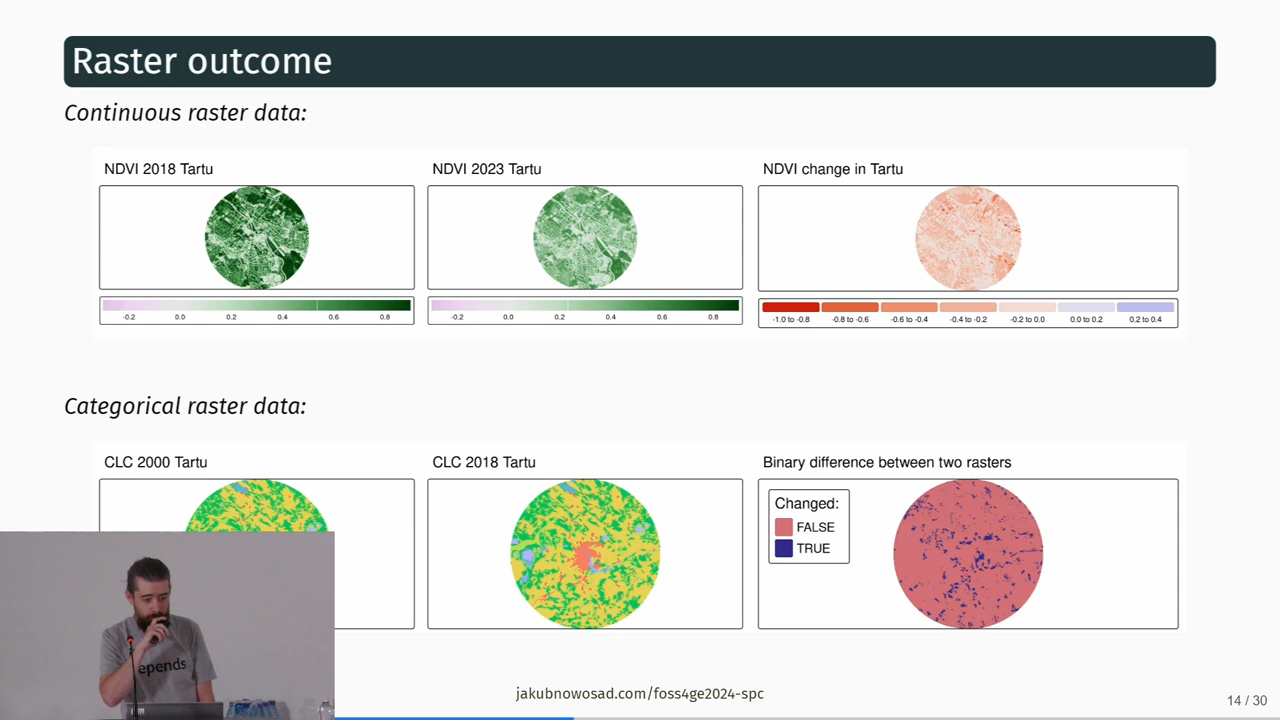 Raster outcome
Continuous raster data:
NDVI 2018 Tartu
NDVI 2023 Tartu
NDVI change in Tartu
-0.2 0.0 0.2 0.4 0.6 0.8
-0.2 0.0 0.2 0.4 0.6 0.8
-1.0 to -0.8 -0.8 to -0.6 -0.6 to -0.4 -0.4 to -0.2 -0.2 to 0.0 0.0 to 0.2 0.2 to 0.4
Categorical raster data:
CLC 2000 Tartu
CLC 2018 Tartu
Binary difference between two rasters
Changed:
FALSE
TRUE
epends
jakubnowosad.com/foss4ge2024-spc
14 / 30